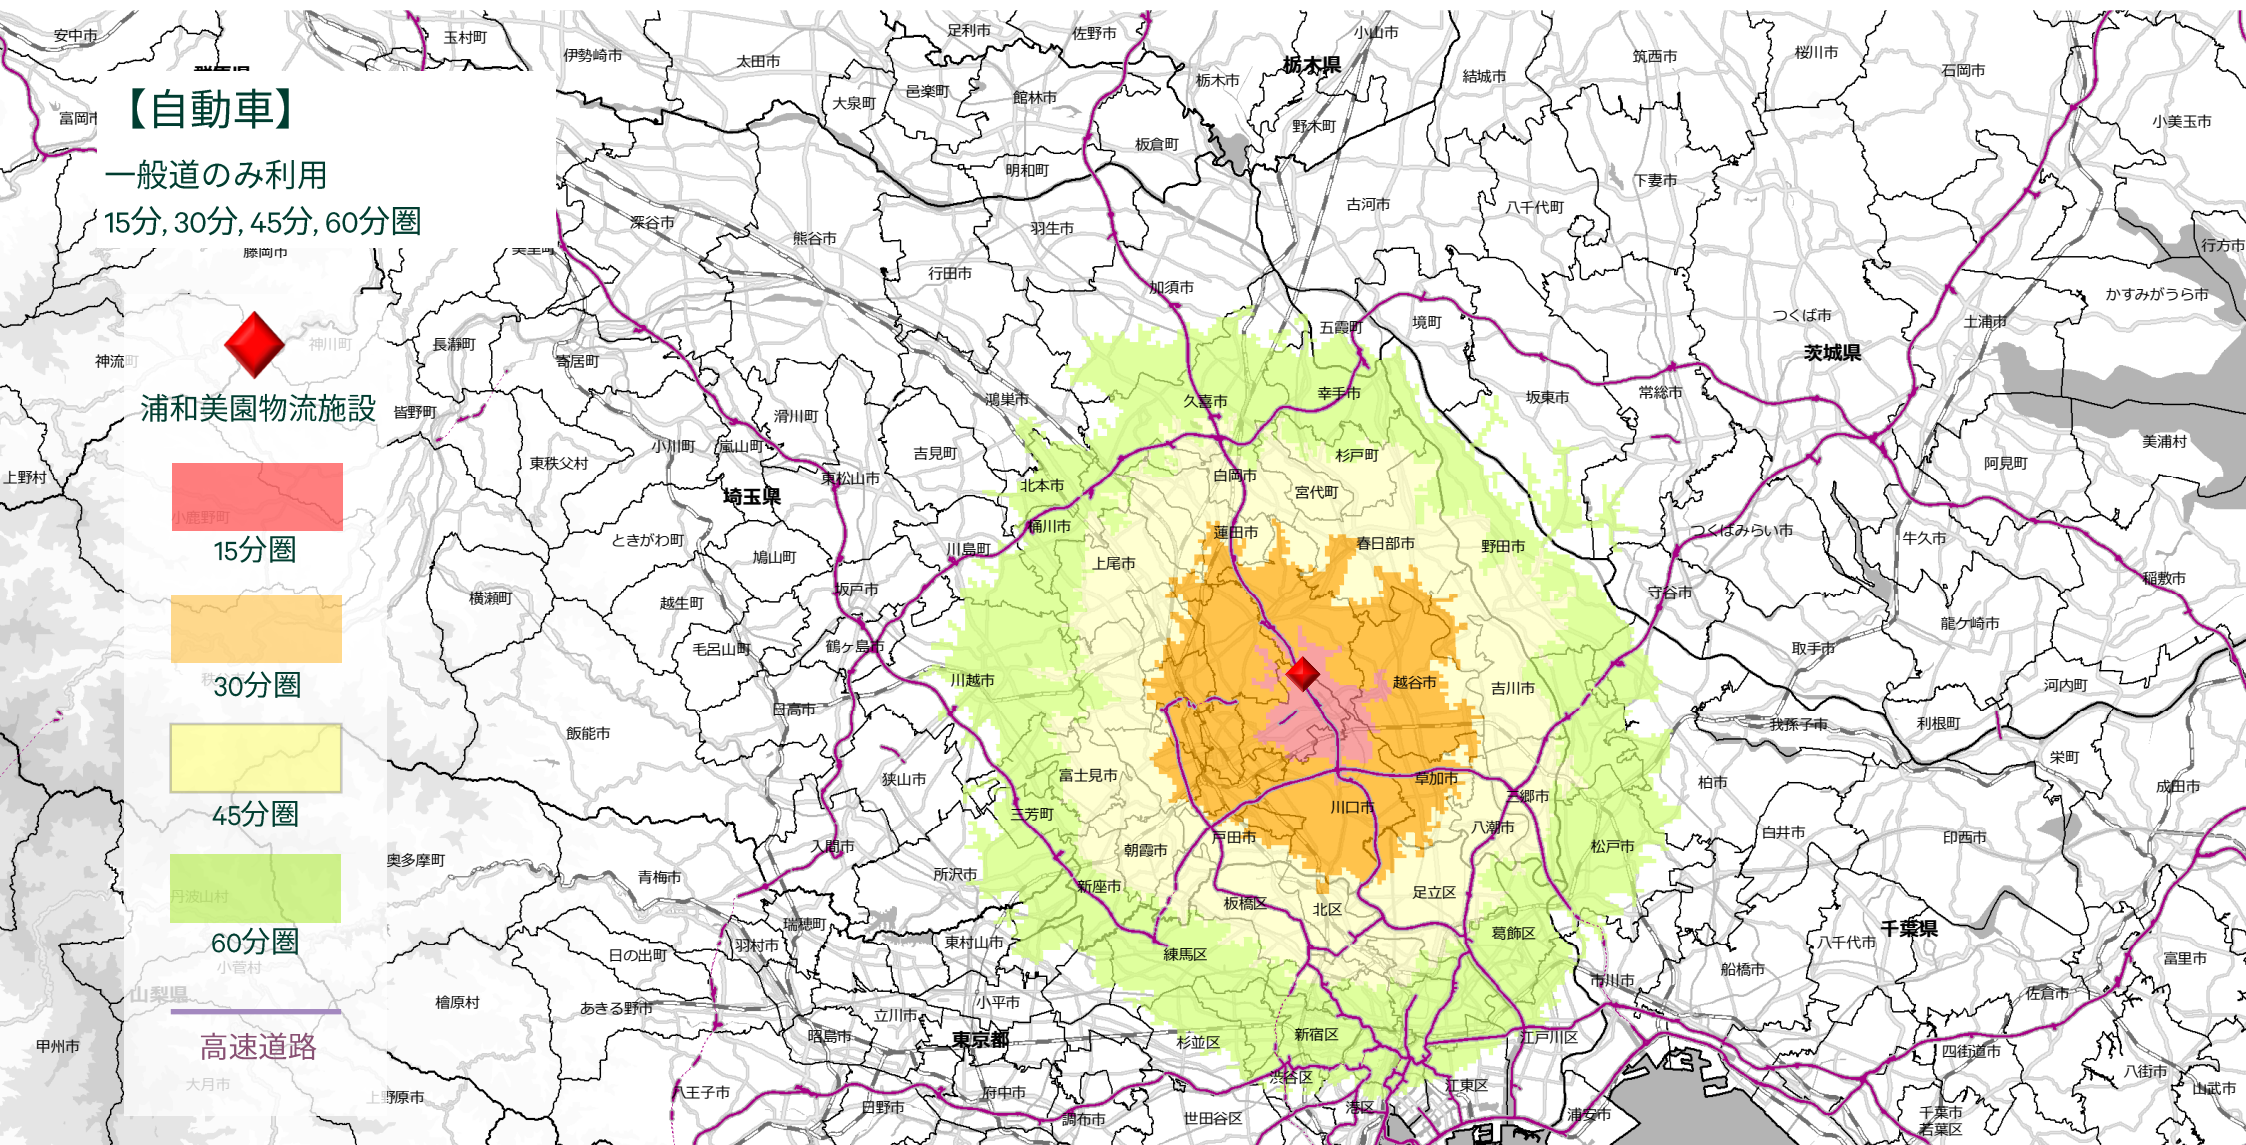 【自動車】
一般道のみ利用
15分, 30分, 45分, 60分圏
浦和美園物流施設
15分圏
30分圏
45分圏
60分圏
高速道路
安中市
玉村町
伊勢崎市
太田市
足利市
佐野市
栃木市
栃木県
小山市
結城市
筑西市
桜川市
石岡市
小美玉市
大泉町
邑楽町
館林市
板倉町
野木町
明和町
古河市
八千代町
下妻市
行方市
深谷市
熊谷市
羽生市
行田市
加須市
藤岡市
美里町
五霞町
境町
つくば市
土浦市
かすみがうら市
茨城県
神流町
神川町
長瀞町
寄居町
皆野町
滑川町
鴻巣市
久喜市
幸手市
坂東市
常総市
美浦村
阿見町
上野村
小鹿野町
東秩父村
小川町
嵐山町
吉見町
東松山市
埼玉県
北本市
白岡市
杉戸町
宮代町
桶川市
川島町
蓮田市
春日部市
野田市
つくばみらい市
牛久市
稲敷市
ときがわ町
鳩山町
上尾市
坂戸市
横瀬町
越生町
毛呂山町
鶴ヶ島市
守谷市
取手市
龍ケ崎市
川越市
越谷市
吉川市
河内町
利根町
日高市
飯能市
我孫子市
栄町
成田市
狭山市
富士見市
草加市
三郷市
柏市
三芳町
川口市
八潮市
白井市
印西市
入間市
朝霞市
戸田市
松戸市
奥多摩町
青梅市
所沢市
新座市
丹波山村
板橋区
北区
足立区
瑞穂町
羽村市
東村山市
葛飾区
千葉県
八千代市
船橋市
富里市
日の出町
練馬区
小菅村
山梨県
檜原村
あきる野市
小平市
立川市
昭島市
市川市
佐倉市
東京都
杉並区
新宿区
江戸川区
四街道市
甲州市
大月市
上野原市
八王子市
日野市
府中市
調布市
渋谷区
世田谷区
港区
江東区
浦安市
八街市
山武市
千葉市
若葉区